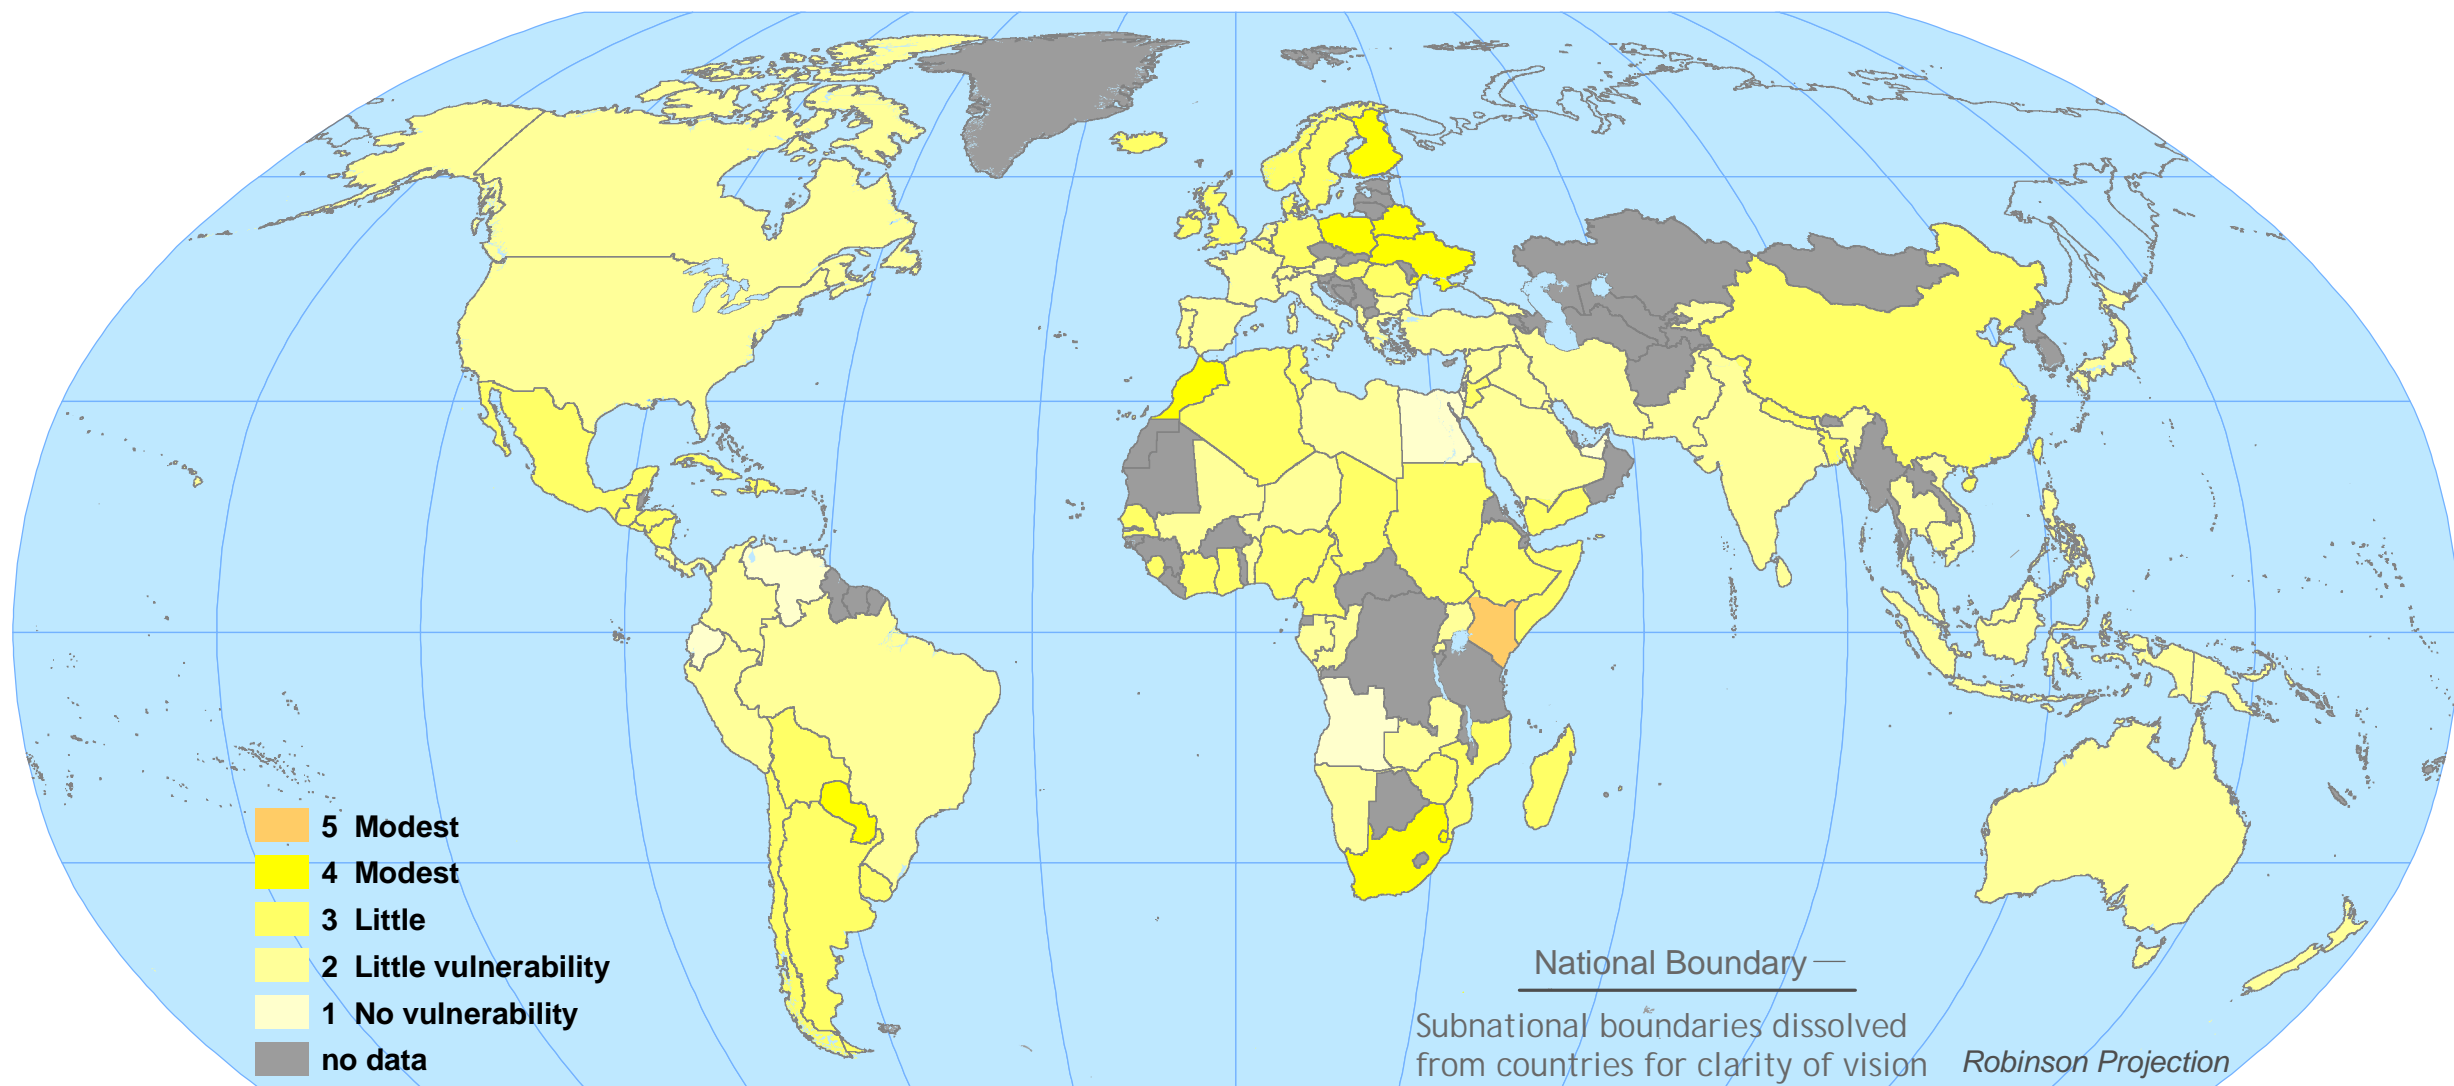 5 Modest
4 Modest
3 Little
2 Little vulnerability
1 No vulnerability
no data
National Boundary
Subnational boundaries dissolved
from countries for clarity of vision
Robinson Projection